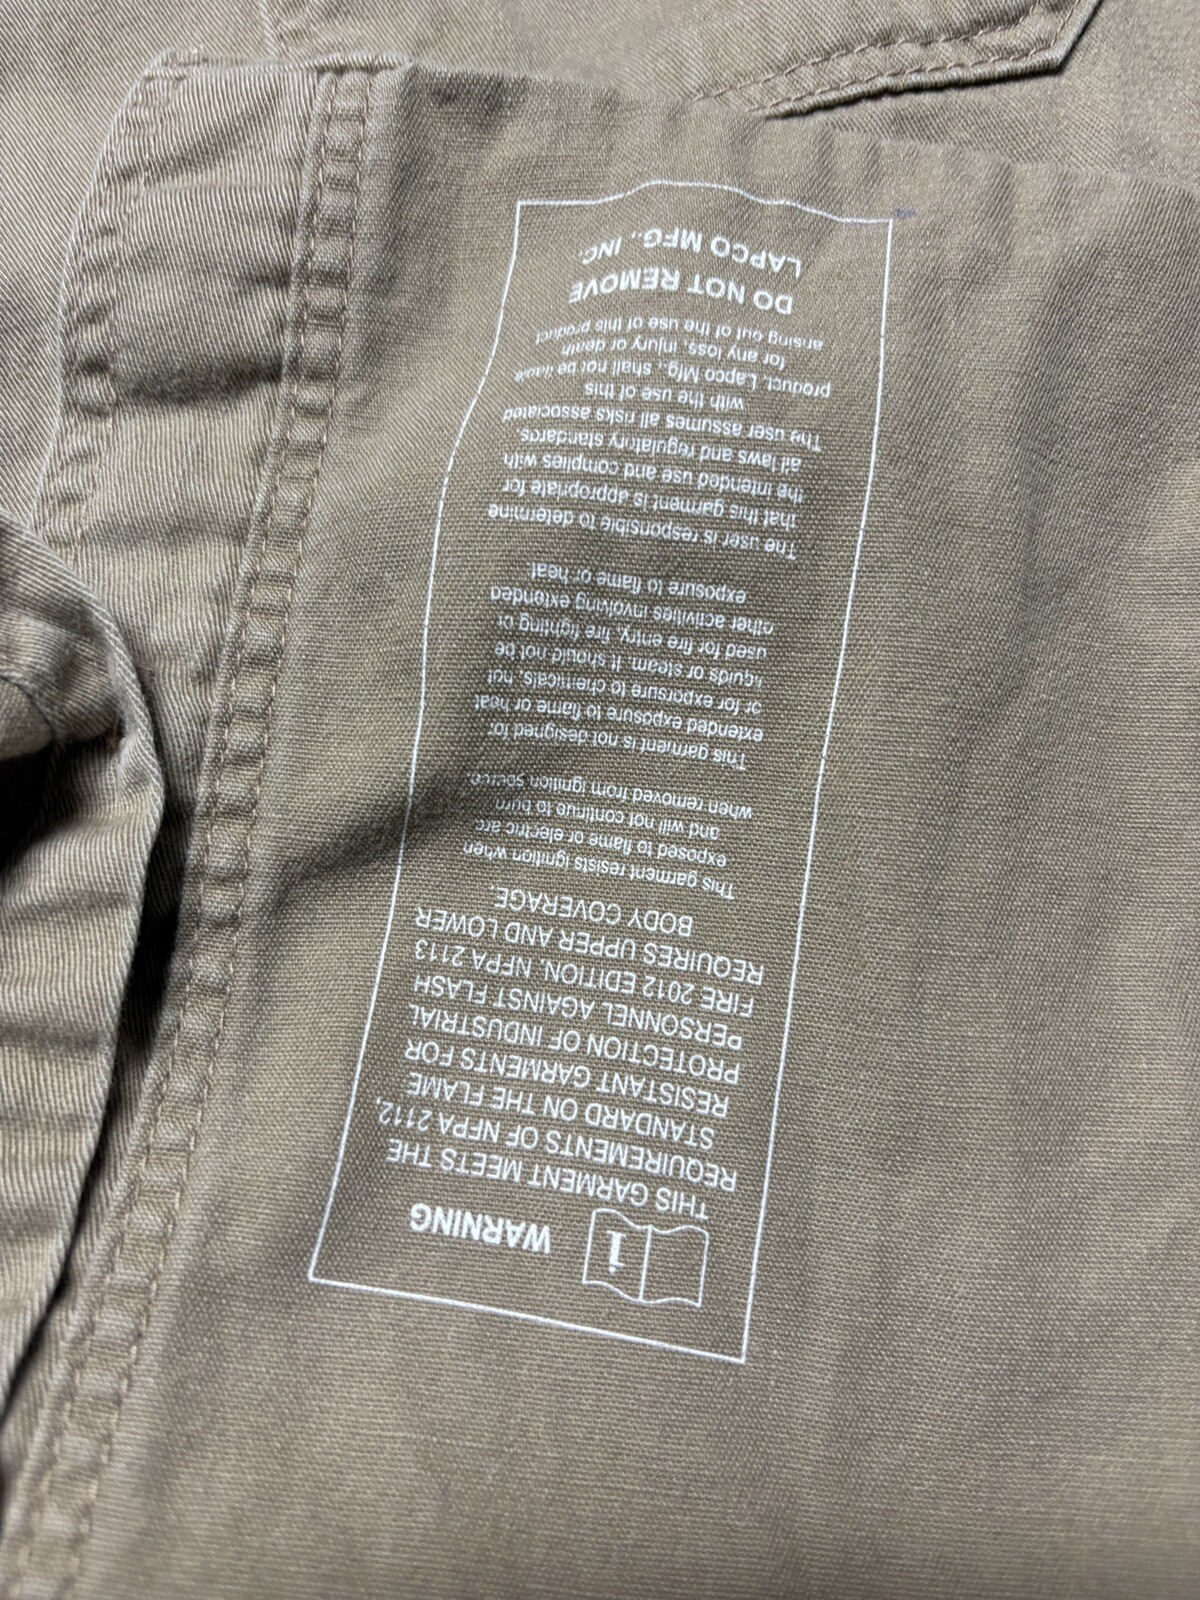 WARNING
THIS GARMENT MEETS THE
REQUIREMENTS OF NFPA 2112,
STANDARD ON THE FLAME
RESISTANT GARMENTS FOR
PROTECTION OF INDUSTRIAL
PERSONNEL AGAINST FLASH
FIRE 2012 EDITION. NFPA 2113
REQUIRES UPPER AND LOWER
BODY COVERAGE.
This garment resists ignition when
exposed to flame or electric arc
and will not continue to burn
when removed from ignition source.
This garment is not designed for
extended exposure to flame or heat
or for exporsure to chemicals, hot
liquids or steam. It should not be
used for fire entry, fire fighting or
other activities involving extended
exposure to flame or heat
The user is responsible to determine
that this garment is appropriate for
the intended use and complies with
all laws and regulatriy standards.
The user assumes all risks associated
with the use of this
product. Lapco Mfg., shall not be liable
for any loss, injury or death
arising out of the use of this product
DO NOT REMOVE
LAPCO MFG., INC.